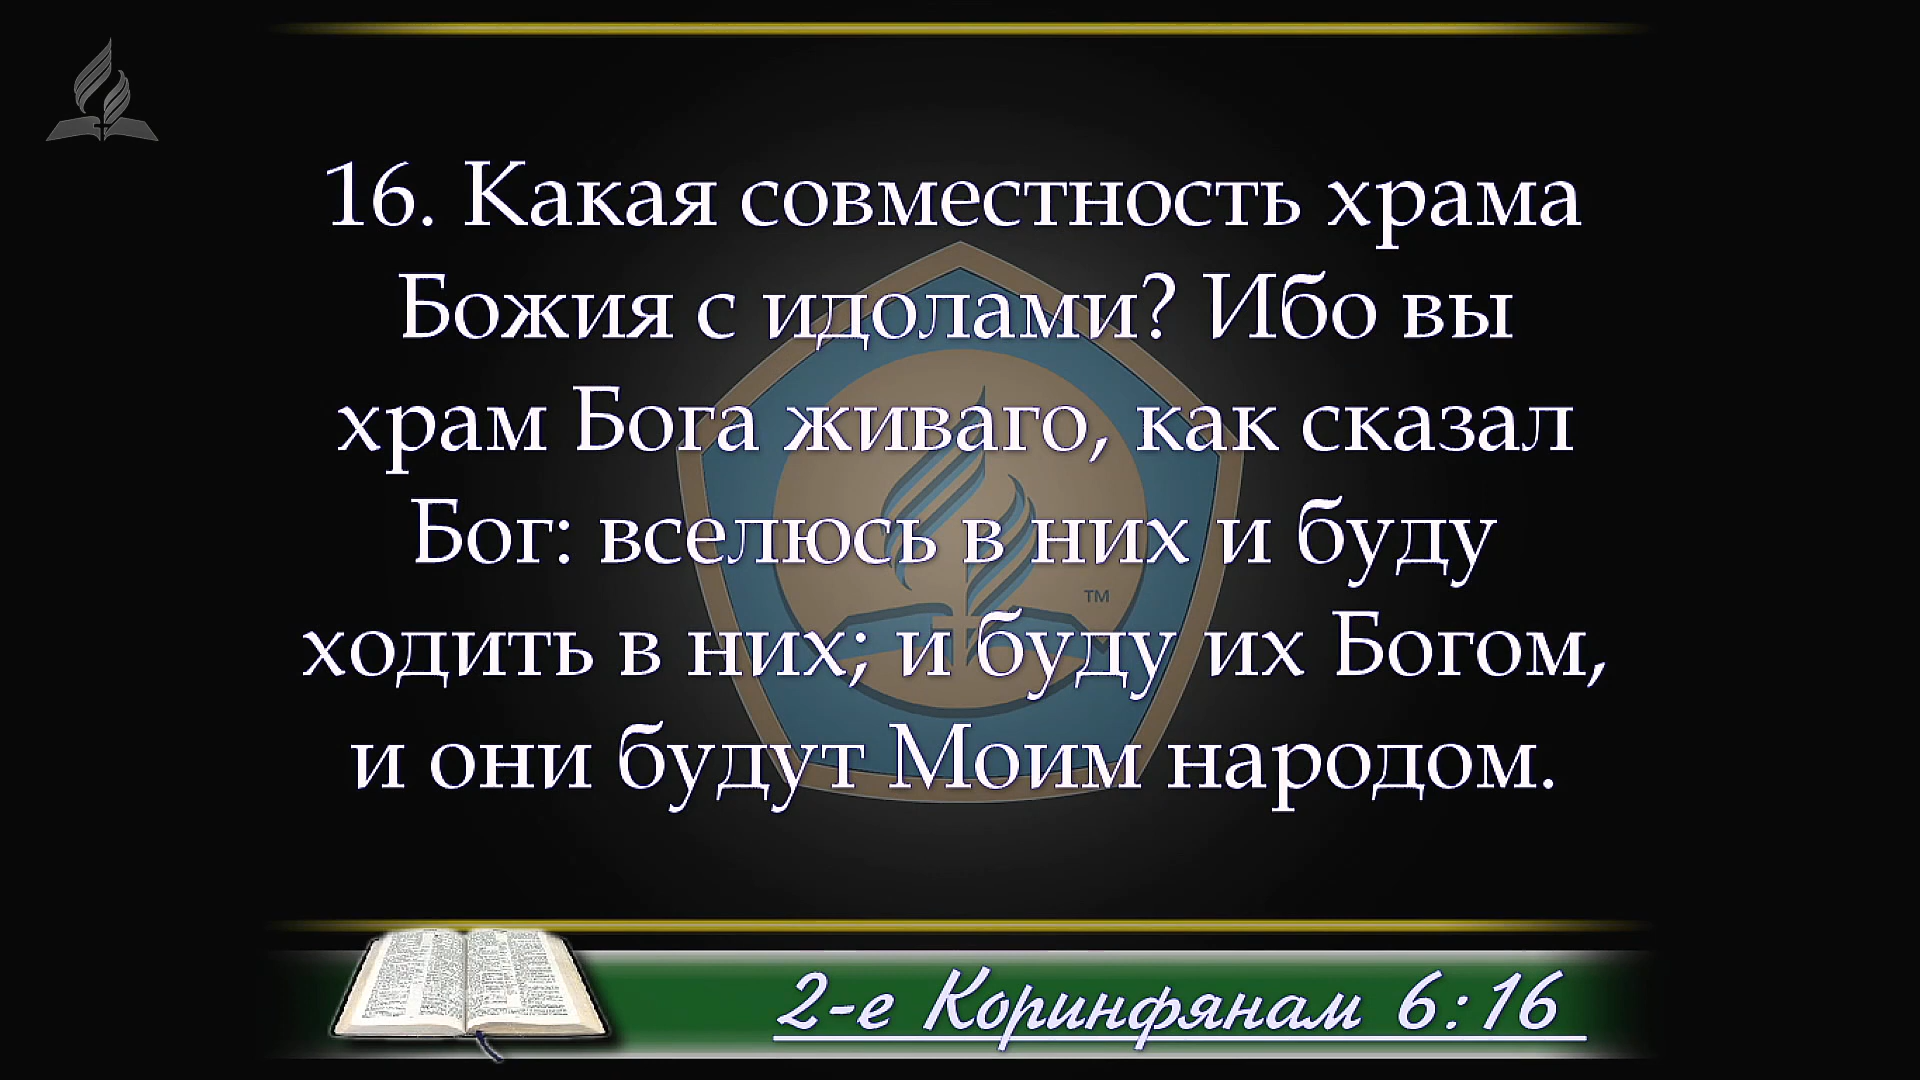 16. Какая совместность храма
Божия с идолами? Ибо вы
храм Бога живаго, как сказал
Бог: вселюсь в них и буду
ходить в них; и буду их Богом,
и они будут Моим народом.
TM
2-е Коринфянам 6:16